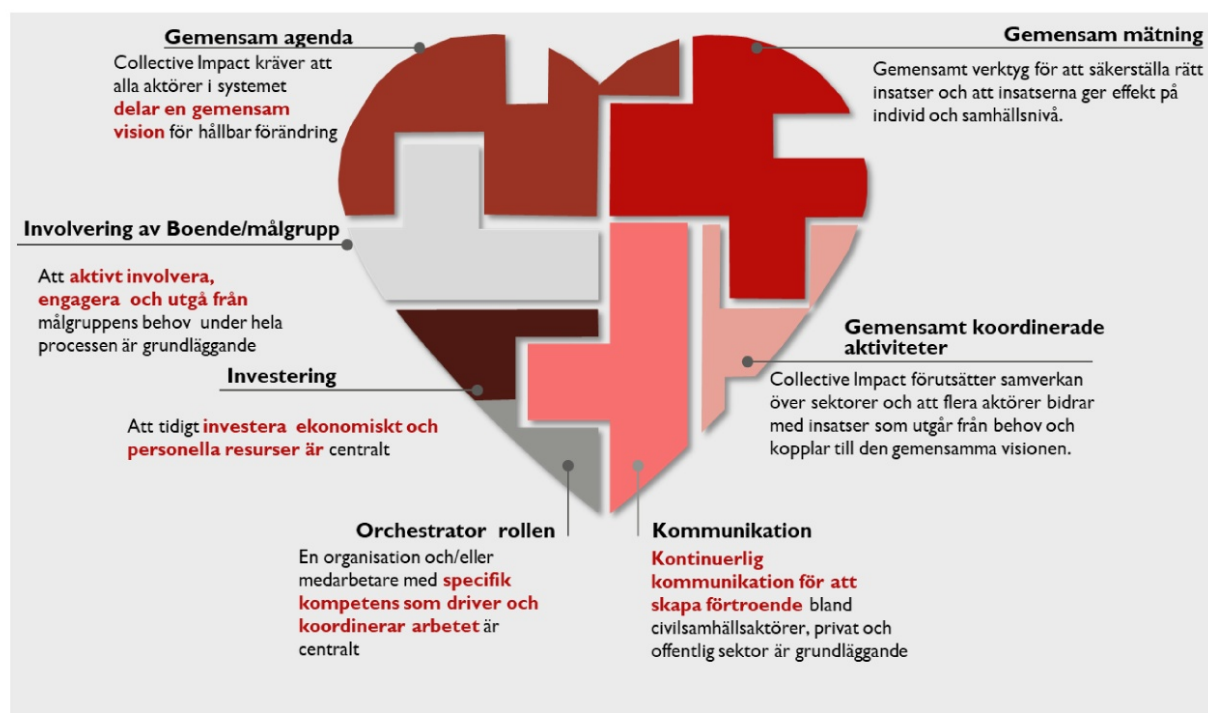 Gemensam agenda
Collective Impact kräver att
alla aktörer i systemet
delar en gemensam
vision för hållbar förändring
Gemensam mätning
Gemensamt verktyg för att säkerställa rätt
insatser och att insatserna ger effekt på
individ och samhällsnivå.
Involvering av Boende/målgrupp
Att aktivt involvera,
engagera och utgå från
målgruppens behov under hela
processen är grundläggande
Gemensamt koordinerade
aktiviteter
Collective Impact förutsätter samverkan
över sektorer och att flera aktörer bidrar
med insatser som utgår från behov och
kopplar till den gemensamma visionen.
Investering
Att tidigt investera ekonomiskt och
personella resurser är centralt
Orchestrator rollen
En organisation och/eller
medarbetare med specifik
kompetens som driver och
koordinerar arbetet är
centralt
Kommunikation
Kontinuerlig
kommunikation för att
skapa förtroende bland
civilsamhällsaktörer, privat och
offentlig sektor är grundläggande